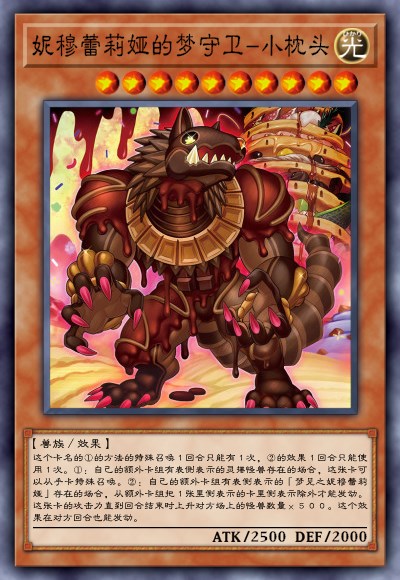 妮穆蕾莉娅的梦守卫-小枕头
光
【兽族/效果】
这个卡名的①的方法的特殊召唤1回合只能有1次，②的效果1回合只能使
用1次。①：自己的额外卡组有表侧表示的灵摆怪兽存在的场合，这张卡可
以从手卡特殊召唤。②：自己的额外卡组有表侧表示的「梦见之妮穆蕾莉
娅」存在的场合，从额外卡组把1张里侧表示的卡里侧表示除外才能发动。
这张卡的攻击力直到回合结束时上升对方场上的怪兽数量×500。这个效
果在对方回合也能发动。
ATK/2500 DEF/2000